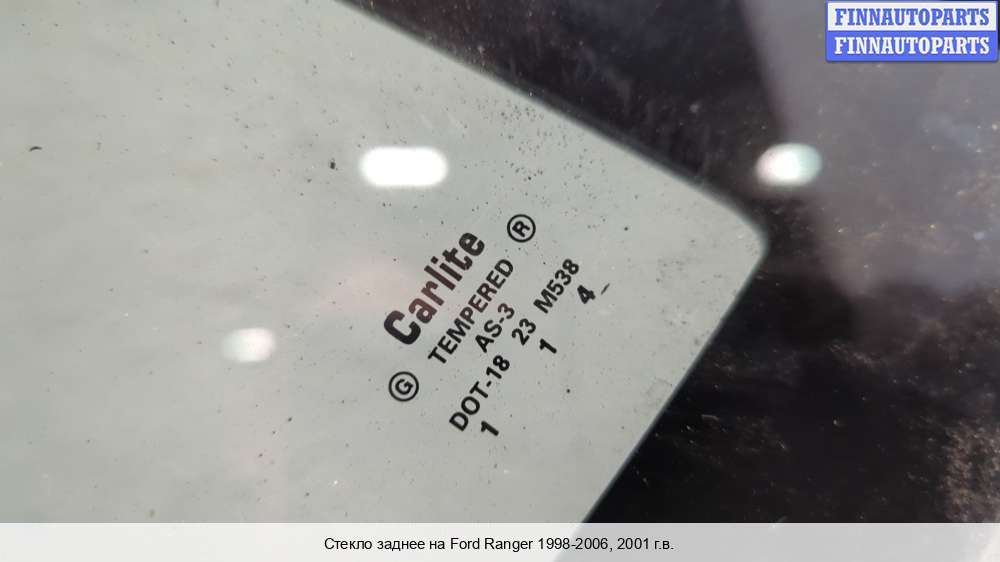 FINNAUTOPARTS
FINNAUTOPARTS
Carlite ®
G TEMPERED
AS-3
DOT-18 23 M538
1 1 4
Стекло заднее на Ford Ranger 1998-2006, 2001 г.в.